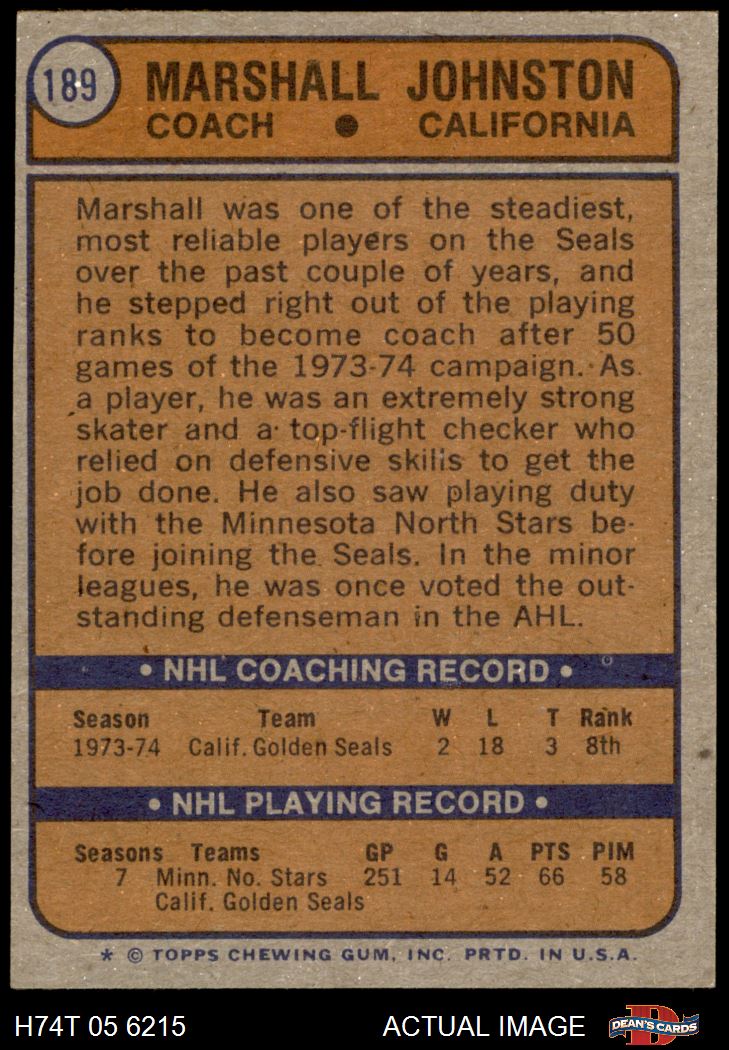 189
MARSHALL JOHNSTON
COACH • CALIFORNIA
Marshall was one of the steadiest,
most reliable players on the Seals
over the past couple of years, and
he stepped right out of the playing
ranks to become coach after 50
games of the 1973-74 campaign. As
a player, he was an extremely strong
skater and a top-flight checker who
relied on defensive skills to get the
job done. He also saw playing duty
with the Minnesota North Stars be-
fore joining the Seals. In the minor
leagues, he was once voted the out-
standing defenseman in the AHL.
• NHL COACHING RECORD •
Season Team W L T Rank
1973-74 Calif. Golden Seals 2 18 3 8th
• NHL PLAYING RECORD •
Seasons Teams GP G A PTS PIM
7 Minn. No. Stars 251 14 52 66 58
Calif. Golden Seals
* © TOPPS CHEWING GUM, INC. PRTD. IN U.S.A.
H74T 05 6215 ACTUAL IMAGE D DEAN'S CARDS